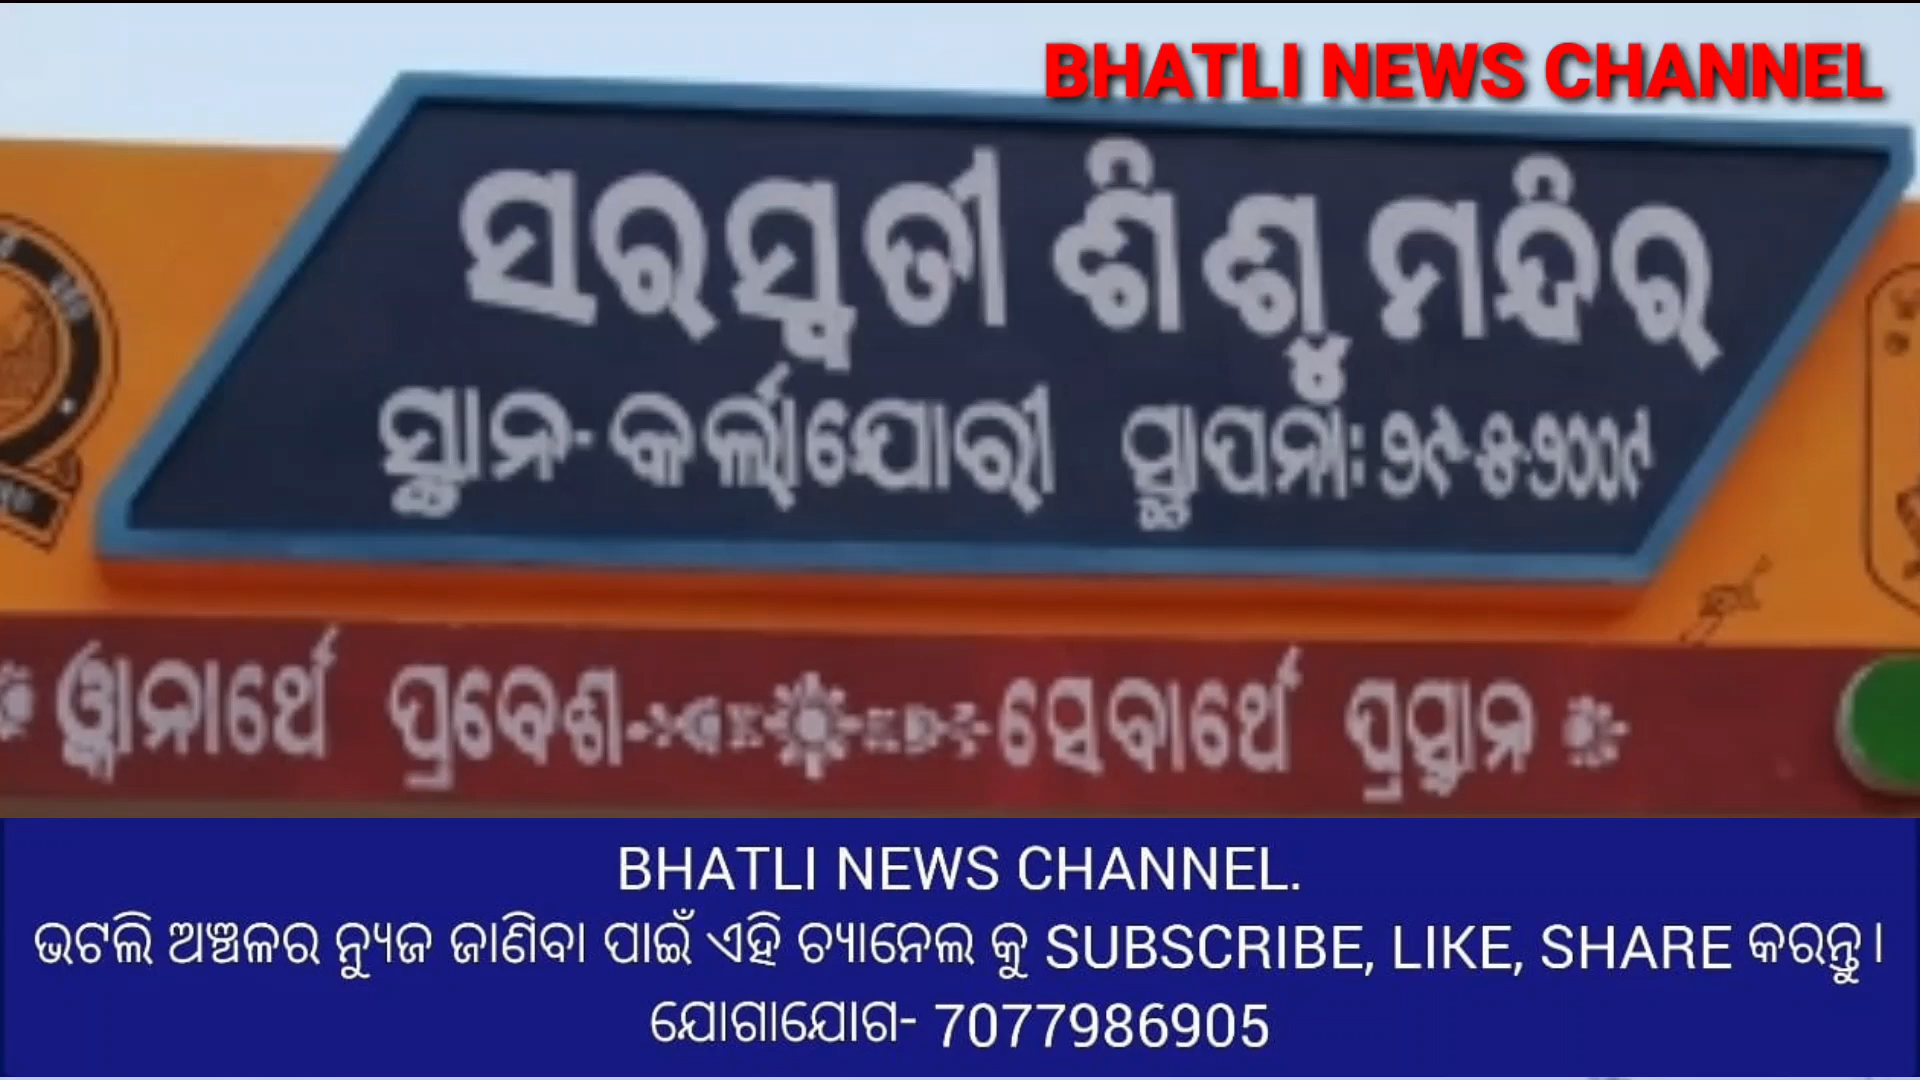 BHATLI NEWS CHANNEL
ସରସ୍ୱତୀ ଶିଶୁ ମନ୍ଦିର
ସ୍ଥାନ-କର୍ଲାଯୋରୀ ସ୍ଥାପନା: ୨୯-୫-୨୦୦୯
ଜ୍ଞାନାର୍ଥେ ପ୍ରବେଶ ସେବାର୍ଥେ ପ୍ରସ୍ଥାନ
BHATLI NEWS CHANNEL.
ଭଟଲି ଅଞ୍ଚଳର ନ୍ୟୁଜ ଜାଣିବା ପାଇଁ ଏହି ଚ୍ୟାନେଲ କୁ SUBSCRIBE, LIKE, SHARE କରନ୍ତୁ।
ଯୋଗାଯୋଗ- 7077986905